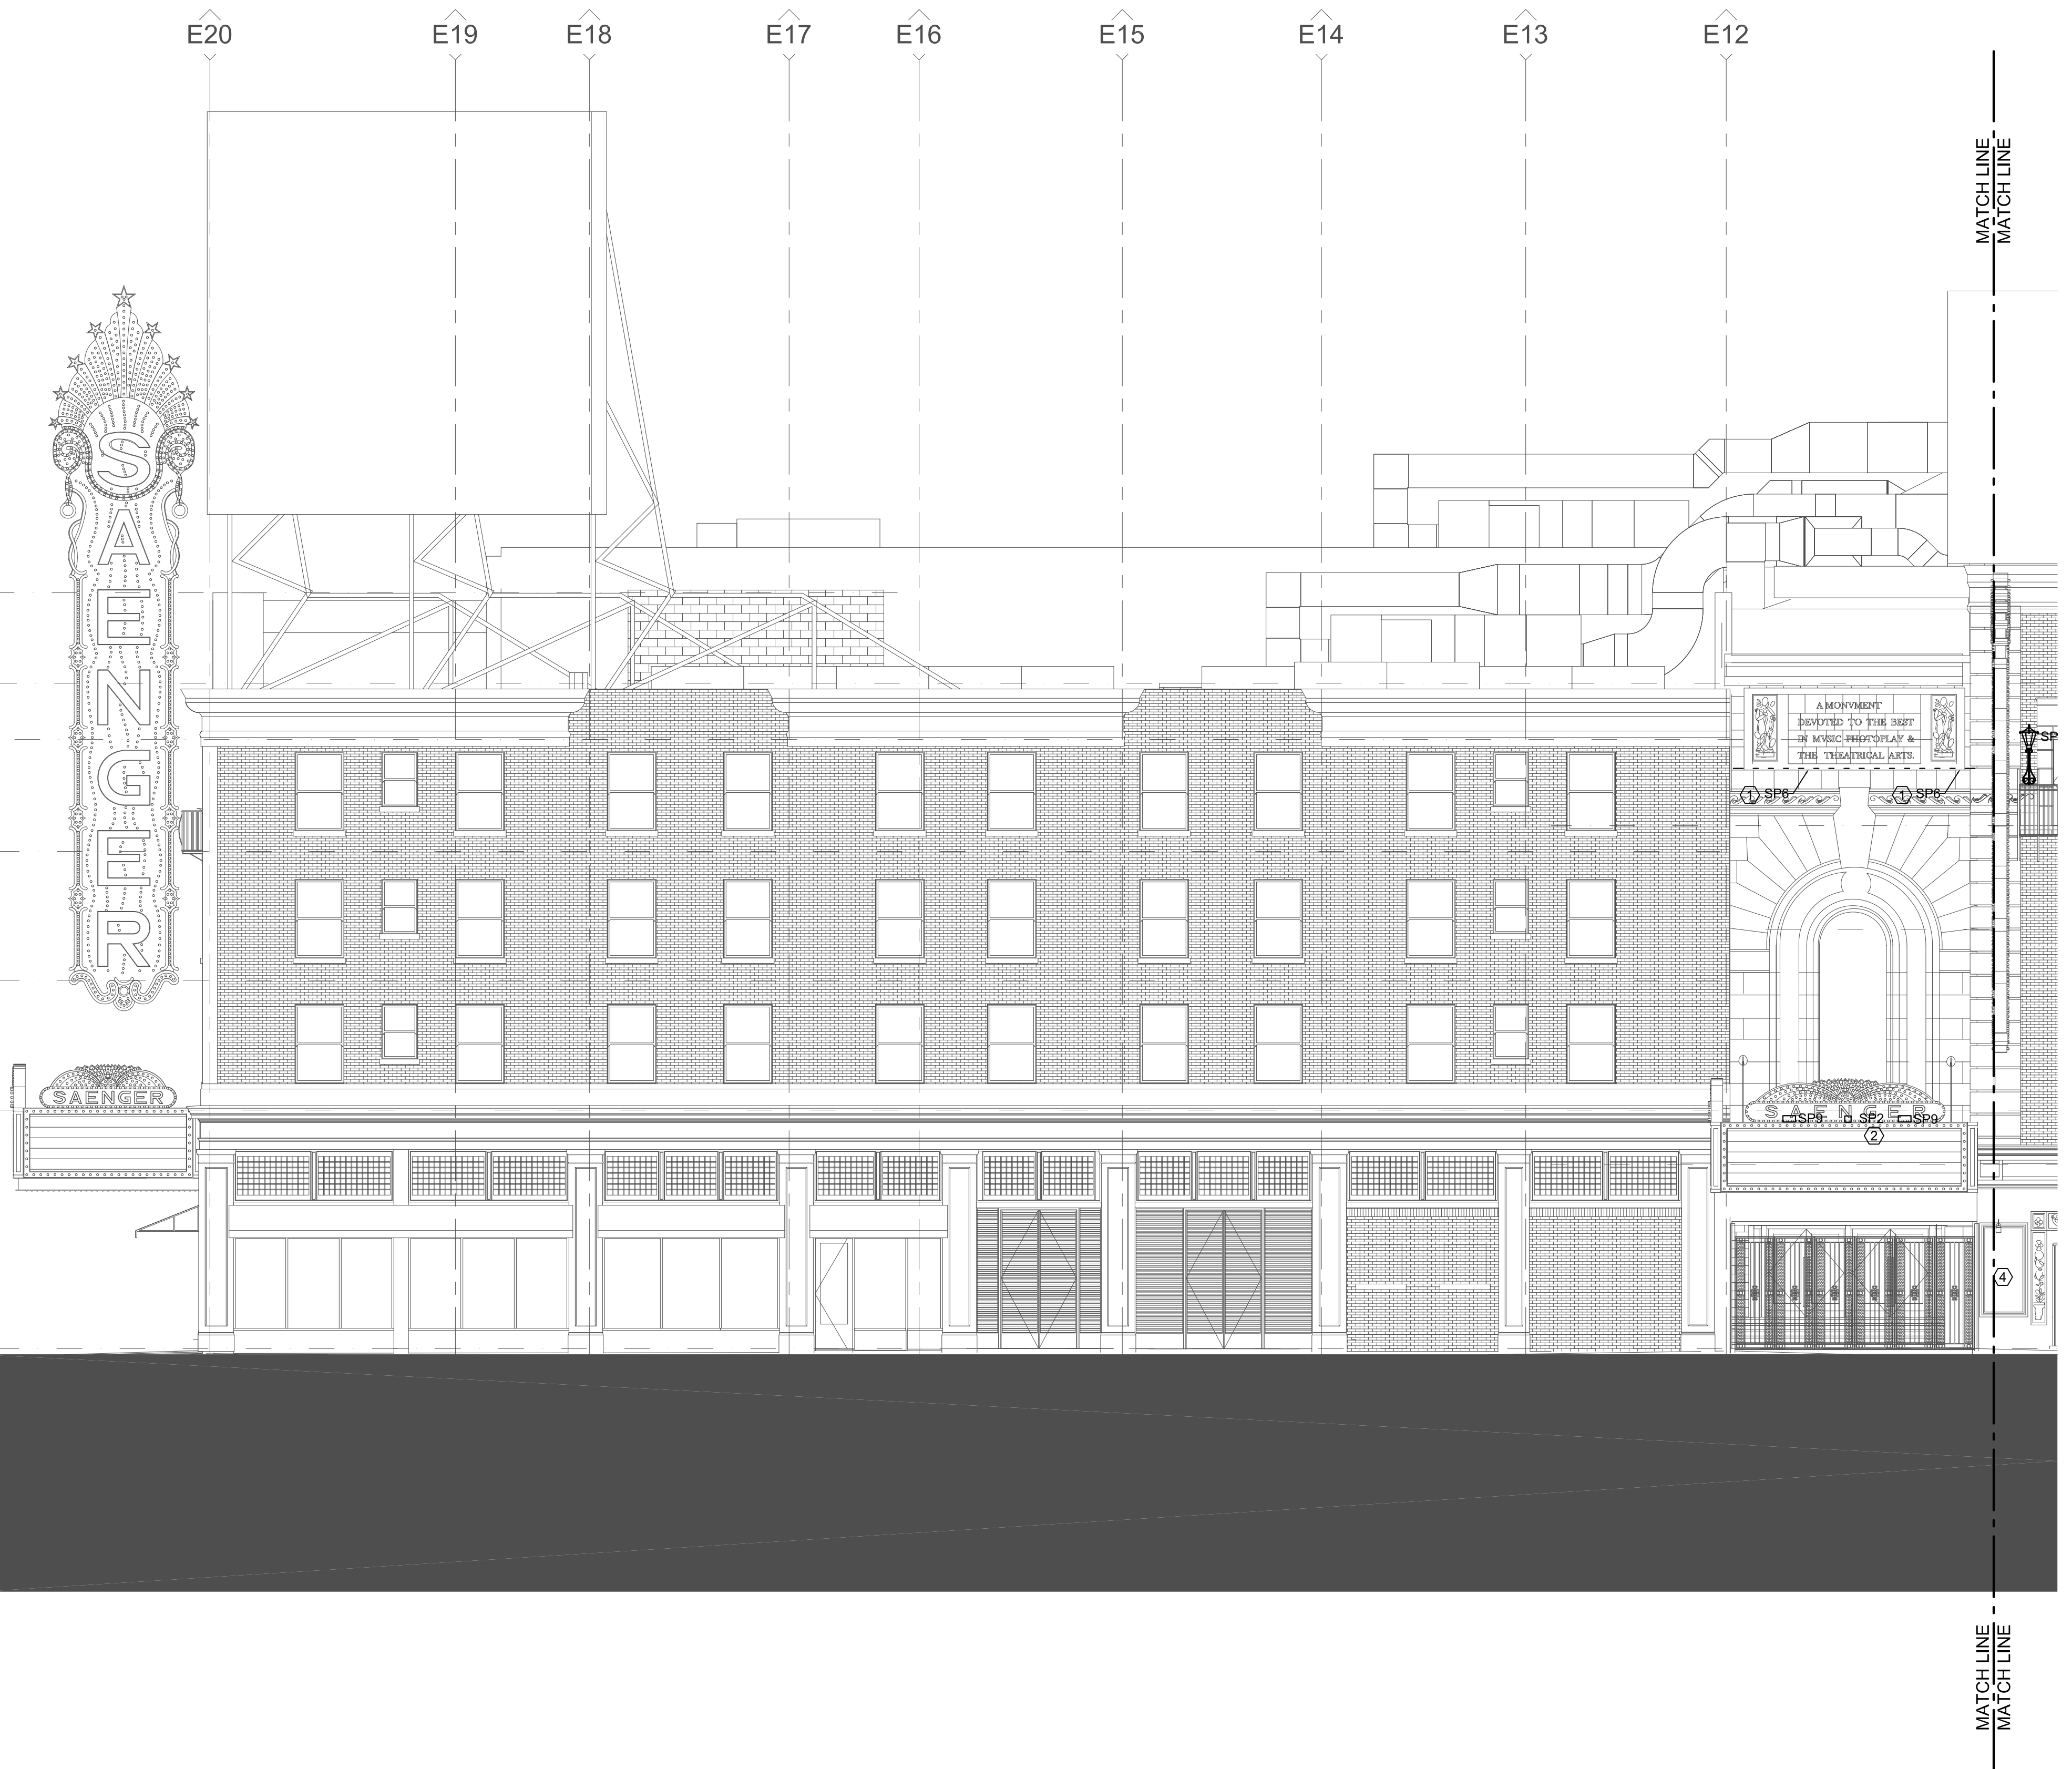 E20 E19 E18 E17 E16 E15 E14 E13 E12
MATCH LINE
MATCH LINE
SAENGER
A MONVMENT
DEVOTED TO THE BEST
IN MVSIC PHOTOPLAY &
THE THEATRICAL ARTS.
SP
1 SP6
1 SP6
SAENGER
SAENGER
SP9 SP2 SP9
2
4
MATCH LINE
MATCH LINE